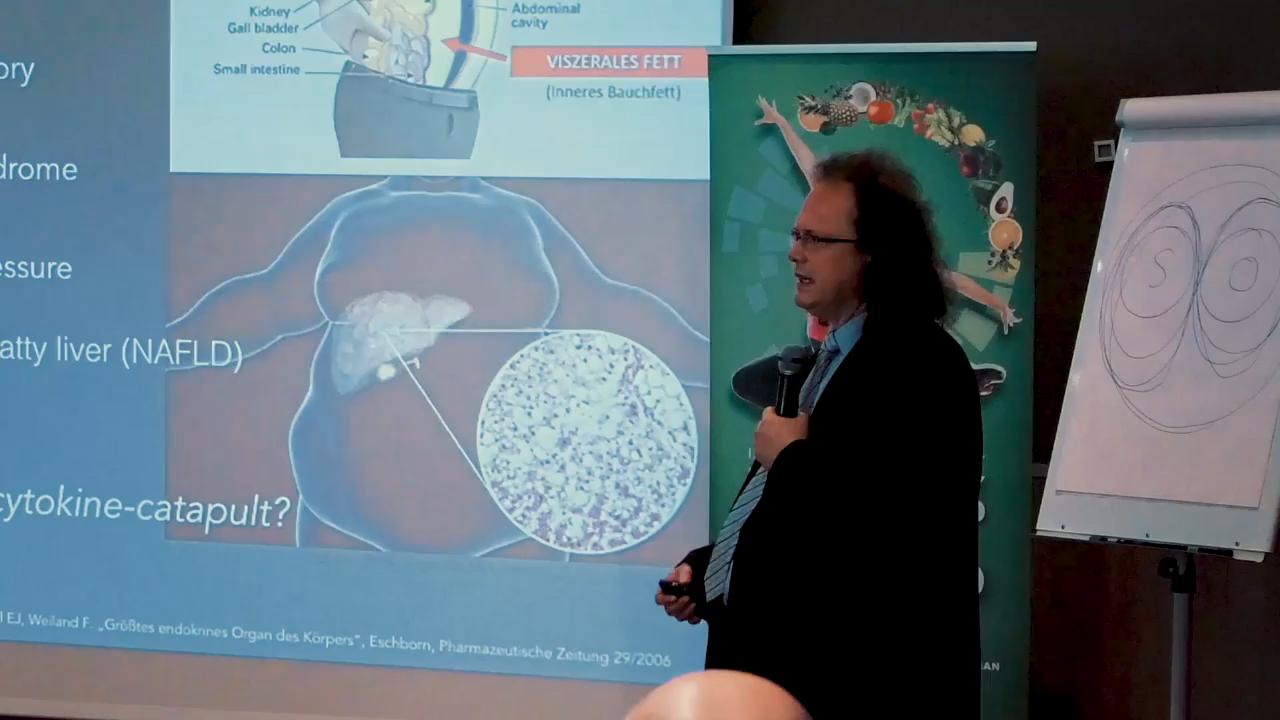 Kidney
Gall bladder
Colon
Small intestine
Abdominal
cavity
VISZERALES FETT
(Inneres Bauchfett)
ory
drome
essure
atty liver (NAFLD)
cytokine-catapult?
l EJ, Weiland F. „Größtes endokrines Organ des Körpers“, Eschborn, Pharmazeutische Zeitung 29/2006
S
O
AN